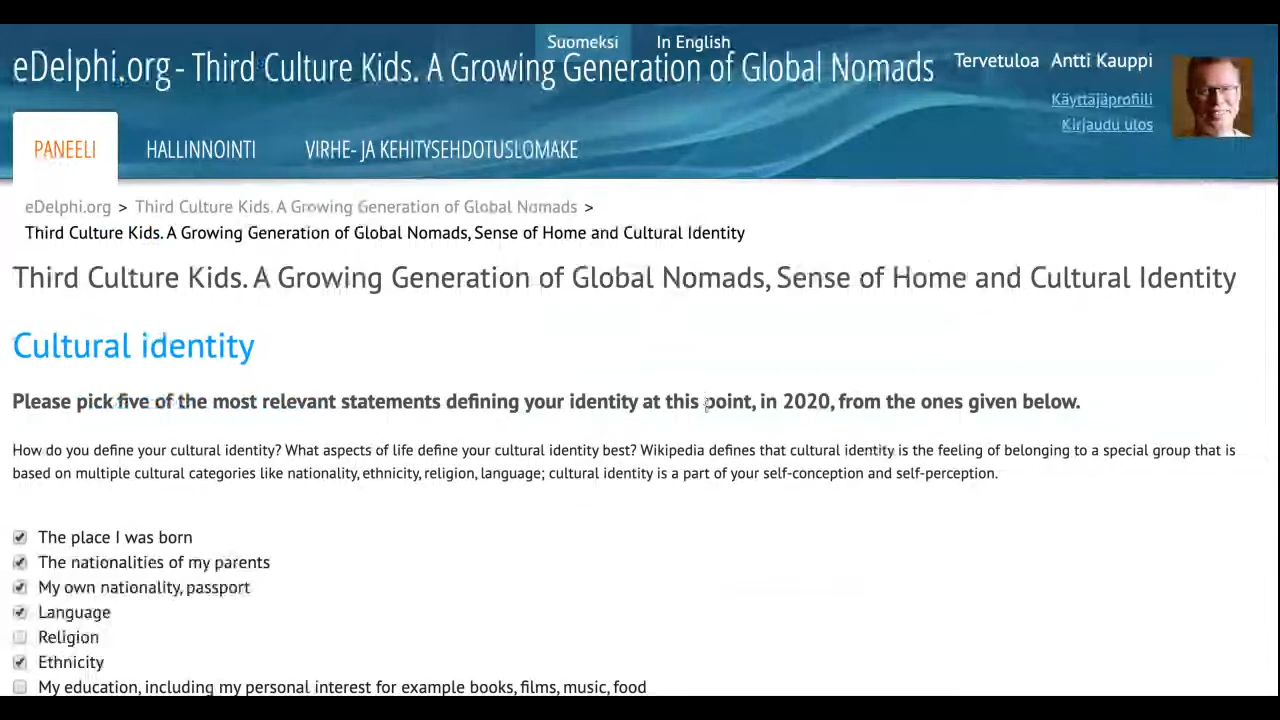 Suomeksi In English
eDelphi.org - Third Culture Kids. A Growing Generation of Global Nomads
Tervetuloa Antti Kauppi
Käyttäjäprofiili
Kirjaudu ulos
PANEELI HALLINNOINTI VIRHE- JA KEHITYSEHDOTUSLOMAKE
eDelphi.org > Third Culture Kids. A Growing Generation of Global Nomads >
Third Culture Kids. A Growing Generation of Global Nomads, Sense of Home and Cultural Identity
Third Culture Kids. A Growing Generation of Global Nomads, Sense of Home and Cultural Identity
Cultural identity
Please pick five of the most relevant statements defining your identity at this point, in 2020, from the ones given below.
How do you define your cultural identity? What aspects of life define your cultural identity best? Wikipedia defines that cultural identity is the feeling of belonging to a special group that is
based on multiple cultural categories like nationality, ethnicity, religion, language; cultural identity is a part of your self-conception and self-perception.
The place I was born
The nationalities of my parents
My own nationality, passport
Language
Religion
Ethnicity
My education, including my personal interest for example books, films, music, food